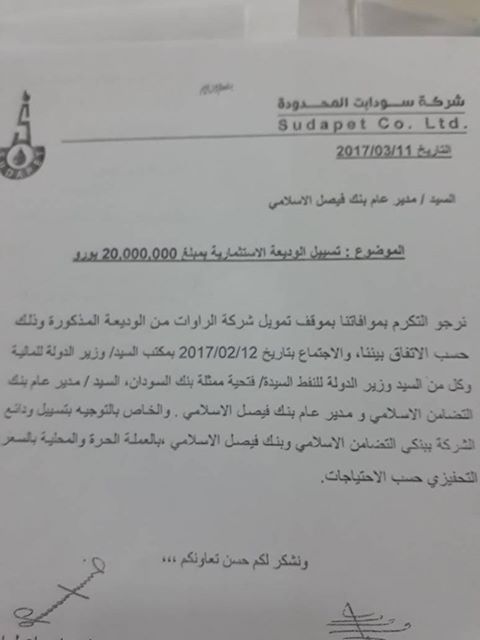 شركة سودابت المحدودة
Sudapet Co. Ltd.
SUDAPET
التاريخ 2017/03/11
السيد / مدير عام بنك فيصل الاسلامي
الموضوع : تسييل الوديعة الاستثمارية بمبلغ 20,000,000 يورو
نرجو التكرم بموافاتنا بموقف تمويل شركة الراوات من الوديعة المذكورة وذلك
حسب الاتفاق بيننا، والاجتماع بتاريخ 2017/02/12 بمكتب السيد/ وزير الدولة للمالية
وكل من السيد وزير الدولة للنفط السيدة/ فتحية ممثلة بنك السودان، السيد / مدير عام بنك
التضامن الاسلامي و مدير عام بنك فيصل الاسلامي . والخاص بالتوجيه بتسييل ودائع
الشركة ببنكى التضامن الاسلامي وبنك فيصل الاسلامي ،بالعملة الحرة والمحلية بالسعر
التحفيزي حسب الاحتياجات.
ونشكر لكم حسن تعاونكم ،،،